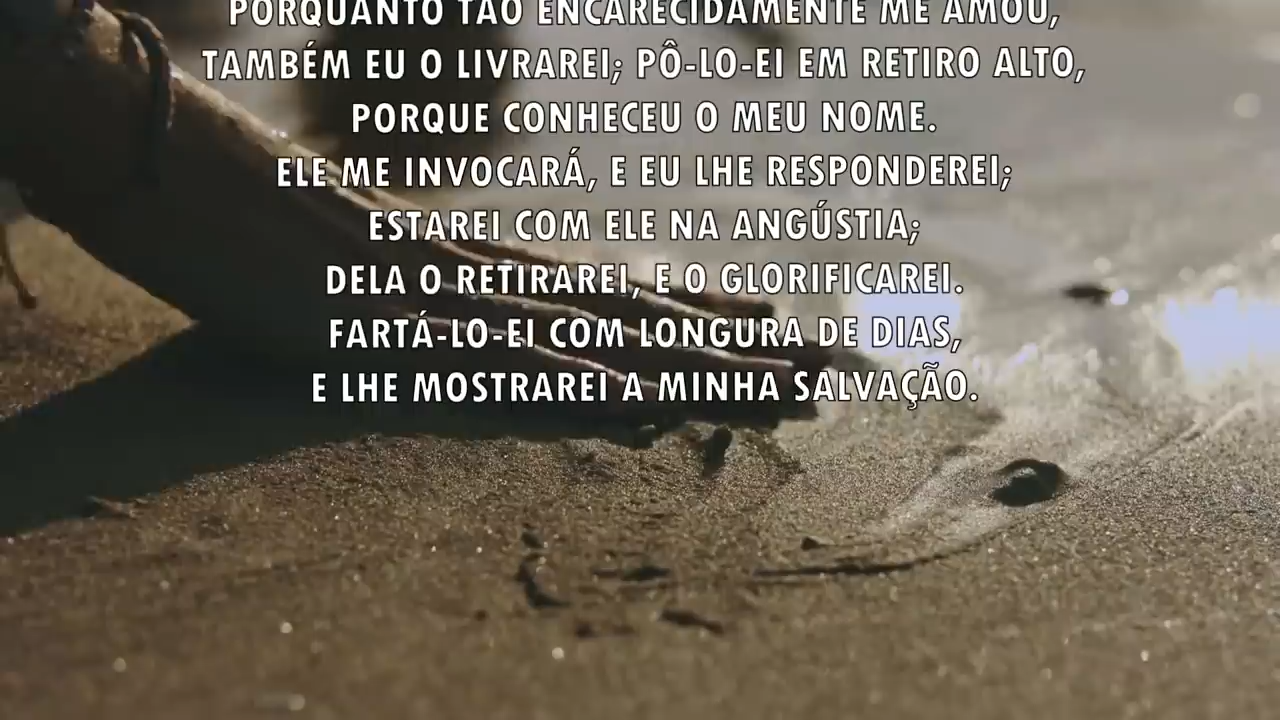 PORQUANTO TÃO ENCARECIDAMENTE ME AMOU,
TAMBÉM EU O LIVRAREI; PÔ-LO-EI EM RETIRO ALTO,
PORQUE CONHECEU O MEU NOME.
ELE ME INVOCARÁ, E EU LHE RESPONDEREI;
ESTAREI COM ELE NA ANGÚSTIA;
DELA O RETIRAREI, E O GLORIFICAREI.
FARTÁ-LO-EI COM LONGURA DE DIAS,
E LHE MOSTRAREI A MINHA SALVAÇÃO.